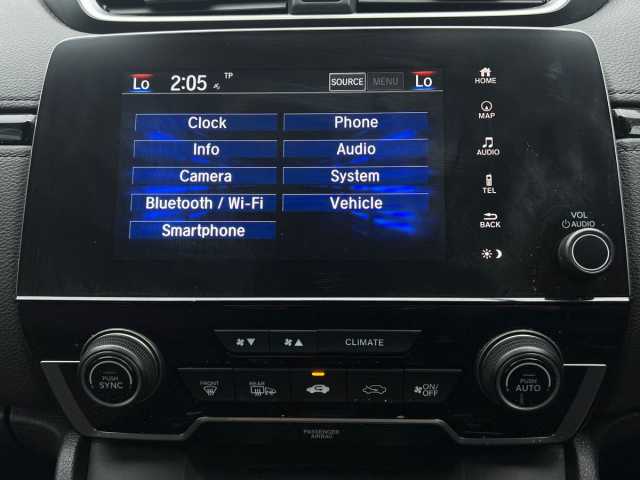 Lo 2:05 TP SOURCE MENU Lo
Clock Phone
Info Audio
Camera System
Bluetooth / Wi-Fi Vehicle
Smartphone
HOME
MAP
AUDIO
TEL
BACK
VOL
AUDIO
CLIMATE
PUSH
SYNC
FRONT
REAR
ON/
OFF
PUSH
AUTO
PASSENGER
AIRBAG